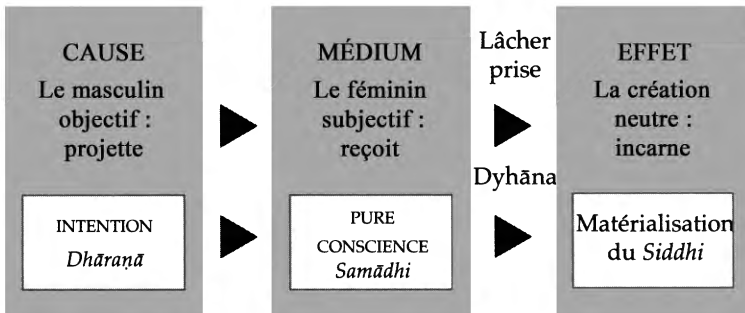 CAUSE
Le masculin
objectif :
projette
INTENTION
Dhāraṇā
MÉDIUM
Le féminin
subjectif :
reçoit
PURE
CONSCIENCE
Samādhi
Lâcher
prise
Dyhāna
EFFET
La création
neutre :
incarne
Matérialisation
du Siddhi